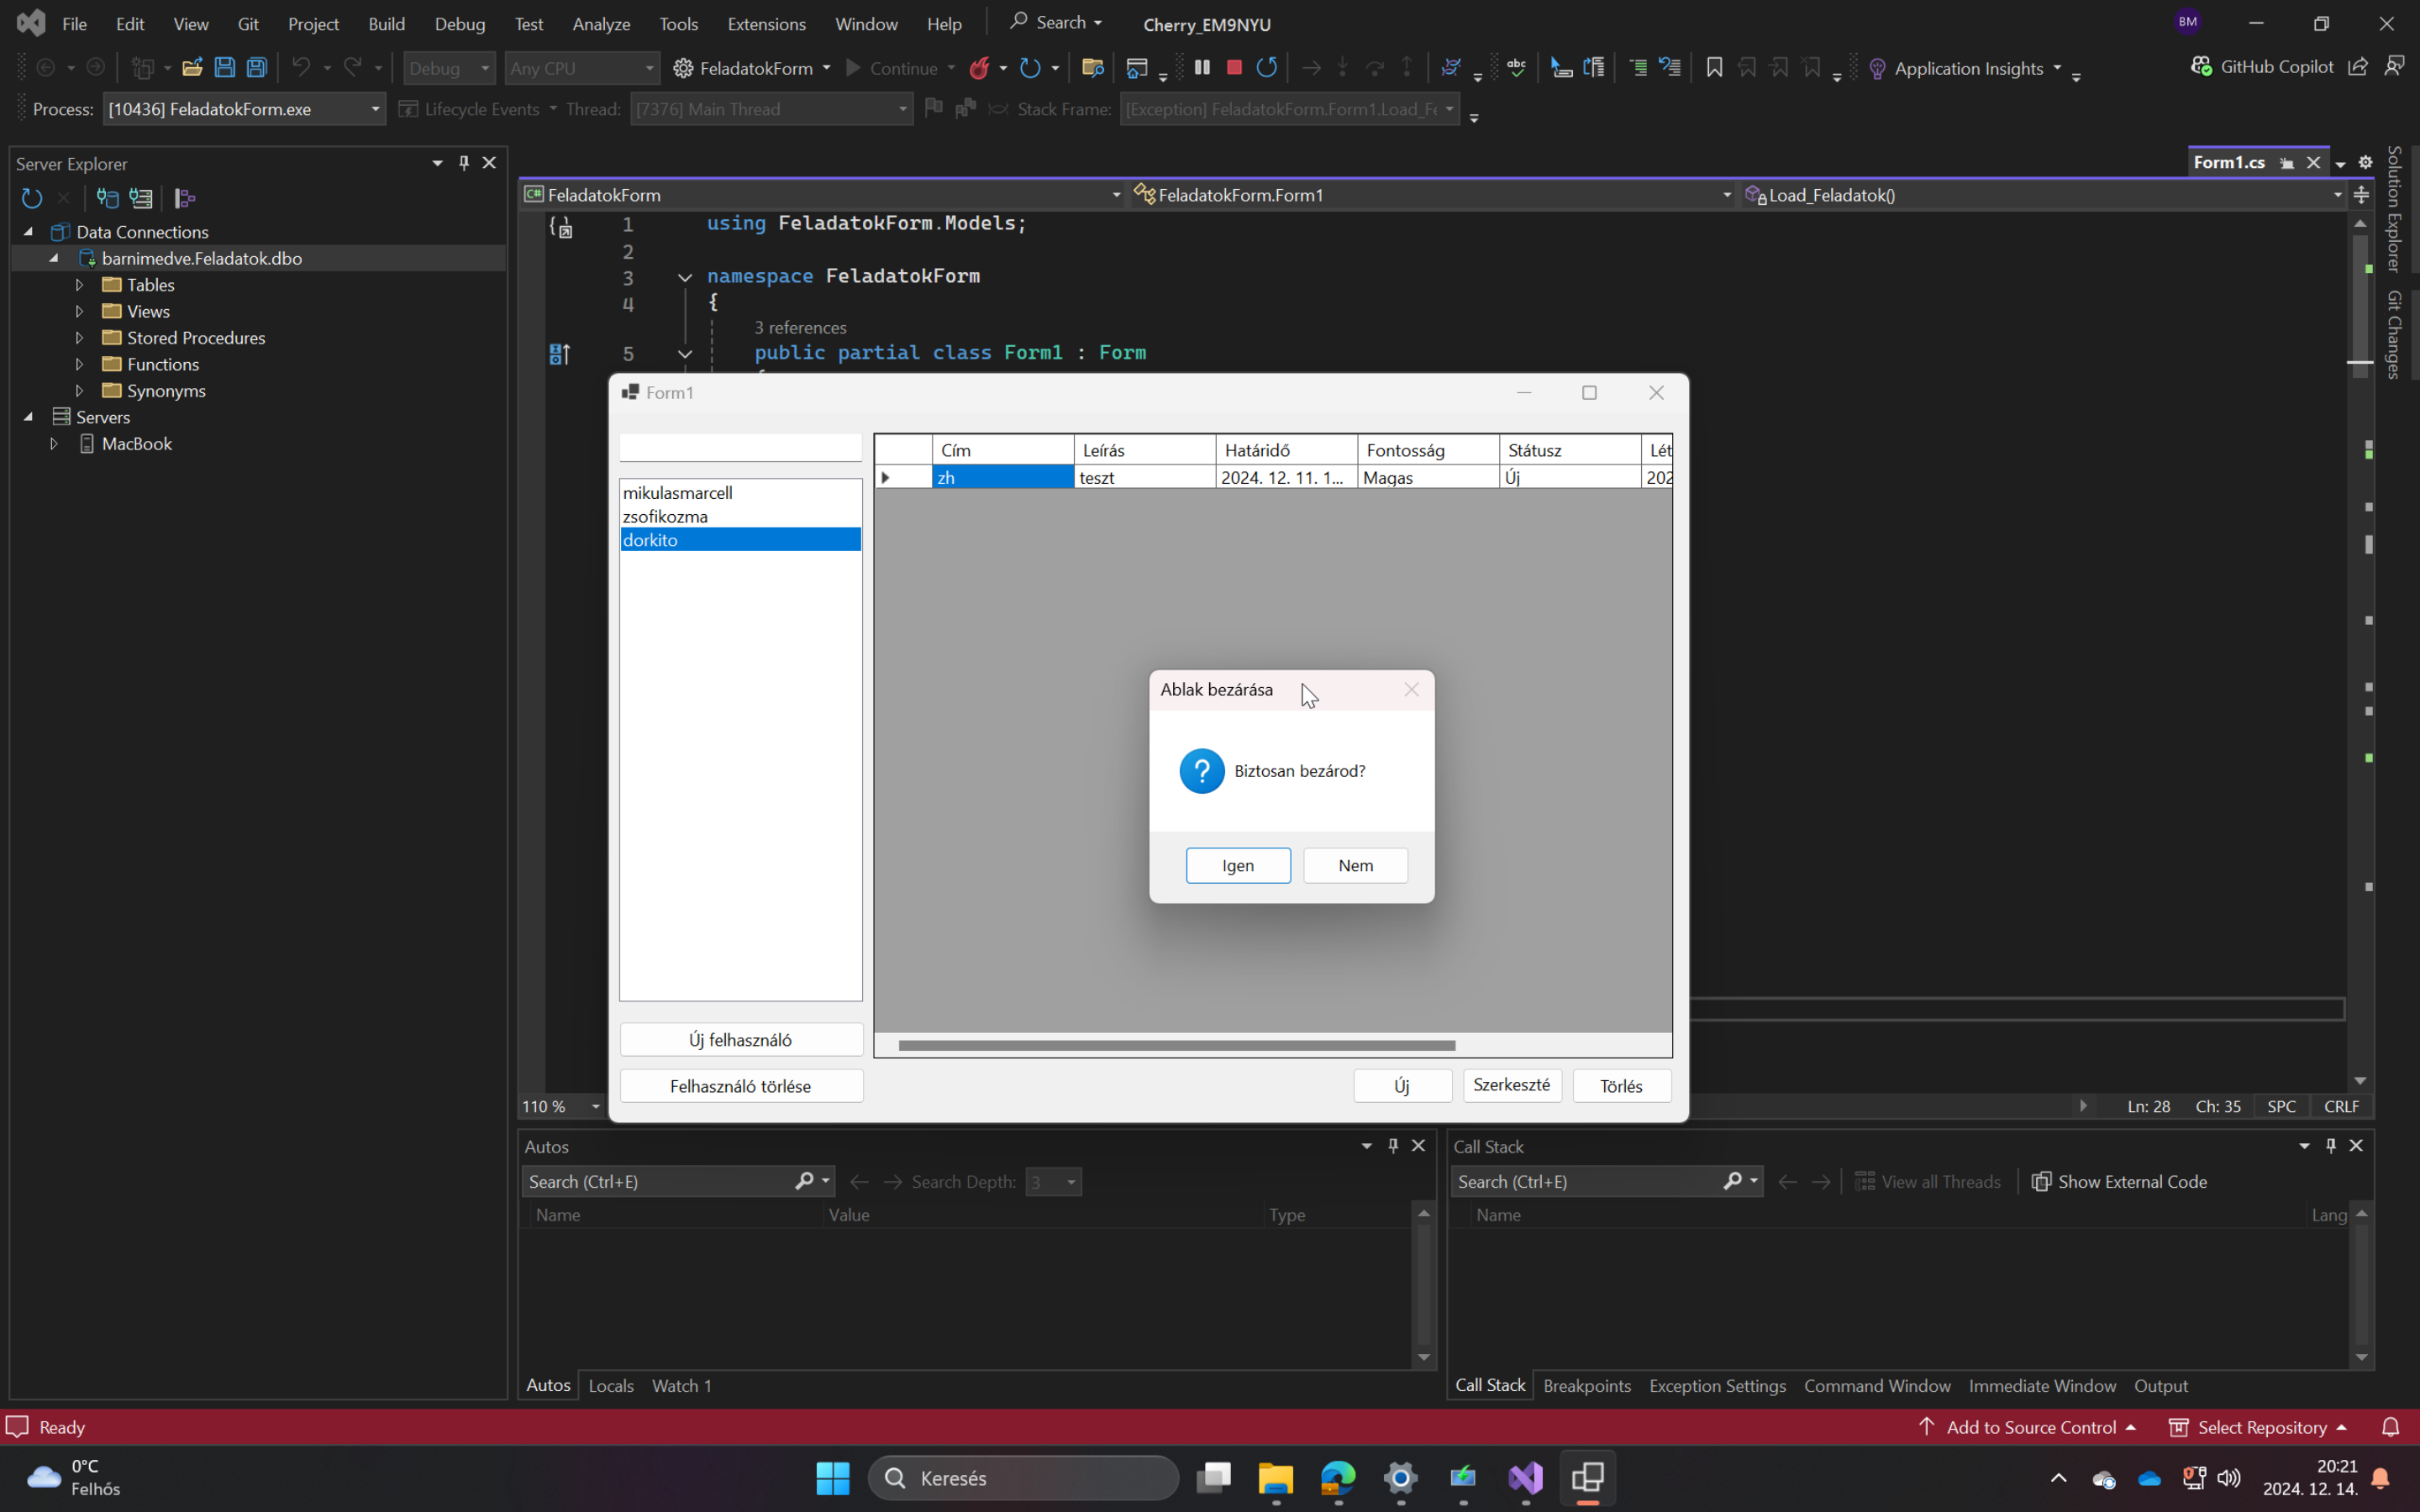 File Edit View Git Project Build Debug Test Analyze Tools Extensions Window Help Search Cherry_EM9NYU BM
Debug Any CPU FeladatokForm Continue Application Insights GitHub Copilot
Process: [10436] FeladatokForm.exe Lifecycle Events Thread: [7376] Main Thread Stack Frame: [Exception] FeladatokForm.Form1.Load_Fe
Server Explorer
Data Connections
barnimedve.Feladatok.dbo
Tables
Views
Stored Procedures
Functions
Synonyms
Servers
MacBook
Form1.cs
FeladatokForm FeladatokForm.Form1 Load_Feladatok()
1 using FeladatokForm.Models;
2
3 namespace FeladatokForm
4 {
3 references
5 public partial class Form1 : Form
Solution Explorer
Git Changes
Form1
mikulasmarcell
zsofikozma
dorkito
Cím Leírás Határidő Fontosság Státusz Lét
zh teszt 2024. 12. 11. 1... Magas Új 202
Ablak bezárása
Biztosan bezárod?
Igen Nem
Új felhasználó
Felhasználó törlése
Új Szerkeszté Törlés
110 % Ln: 28 Ch: 35 SPC CRLF
Autos
Search (Ctrl+E) Search Depth: 3
Name Value Type
Autos Locals Watch 1
Call Stack
Search (Ctrl+E) View all Threads Show External Code
Name Lang
Call Stack Breakpoints Exception Settings Command Window Immediate Window Output
Ready Add to Source Control Select Repository
0°C
Felhős
Keresés
20:21
2024. 12. 14.